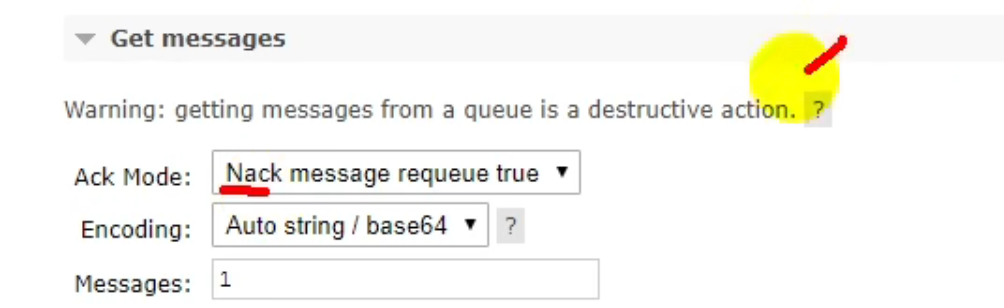 Get messages
Warning: getting messages from a queue is a destructive action. ?
Ack Mode: Nack message requeue true
Encoding: Auto string / base64 ?
Messages: 1